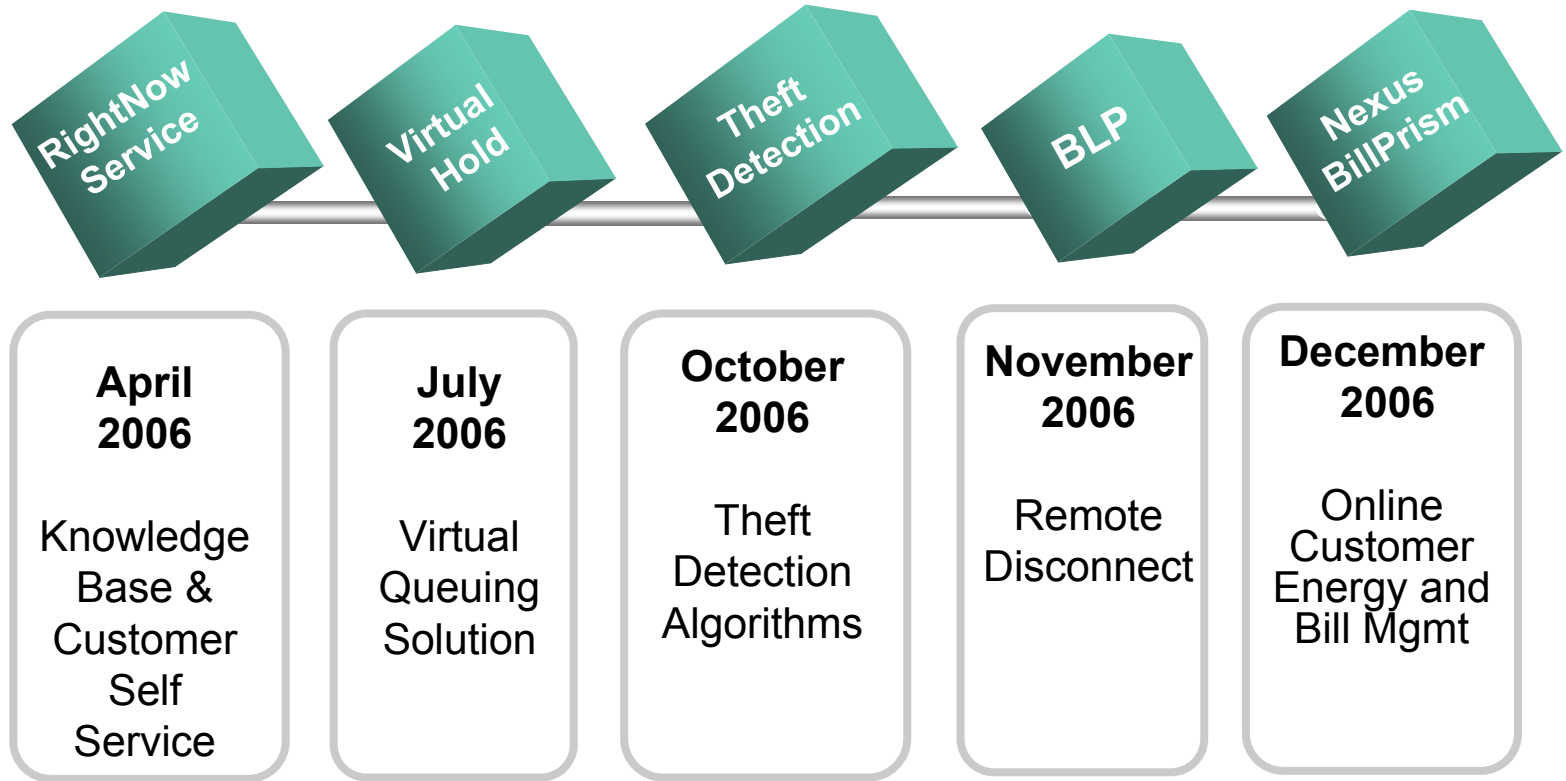 RightNow
Service
Virtual
Hold
Theft
Detection
BLP
Nexus
BillPrism
April
2006
Knowledge
Base &
Customer
Self
Service
July
2006
Virtual
Queuing
Solution
October
2006
Theft
Detection
Algorithms
November
2006
Remote
Disconnect
December
2006
Online
Customer
Energy and
Bill Mgmt